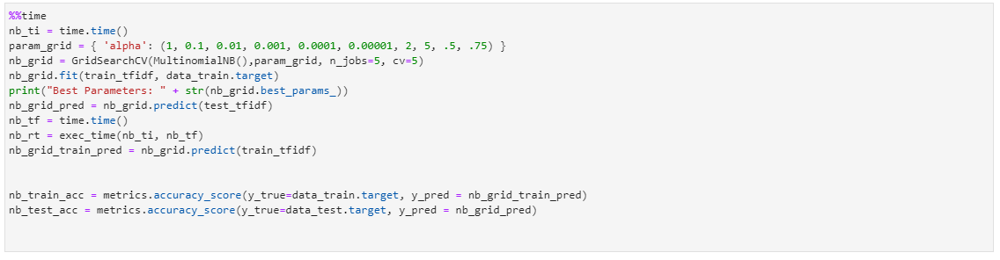 %%time
nb_ti = time.time()
param_grid = { 'alpha': (1, 0.1, 0.01, 0.001, 0.0001, 0.00001, 2, 5, .5, .75) }
nb_grid = GridSearchCV(MultinomialNB(),param_grid, n_jobs=5, cv=5)
nb_grid.fit(train_tfidf, data_train.target)
print("Best Parameters: " + str(nb_grid.best_params_))
nb_grid_pred = nb_grid.predict(test_tfidf)
nb_tf = time.time()
nb_rt = exec_time(nb_ti, nb_tf)
nb_grid_train_pred = nb_grid.predict(train_tfidf)
nb_train_acc = metrics.accuracy_score(y_true=data_train.target, y_pred = nb_grid_train_pred)
nb_test_acc = metrics.accuracy_score(y_true=data_test.target, y_pred = nb_grid_pred)